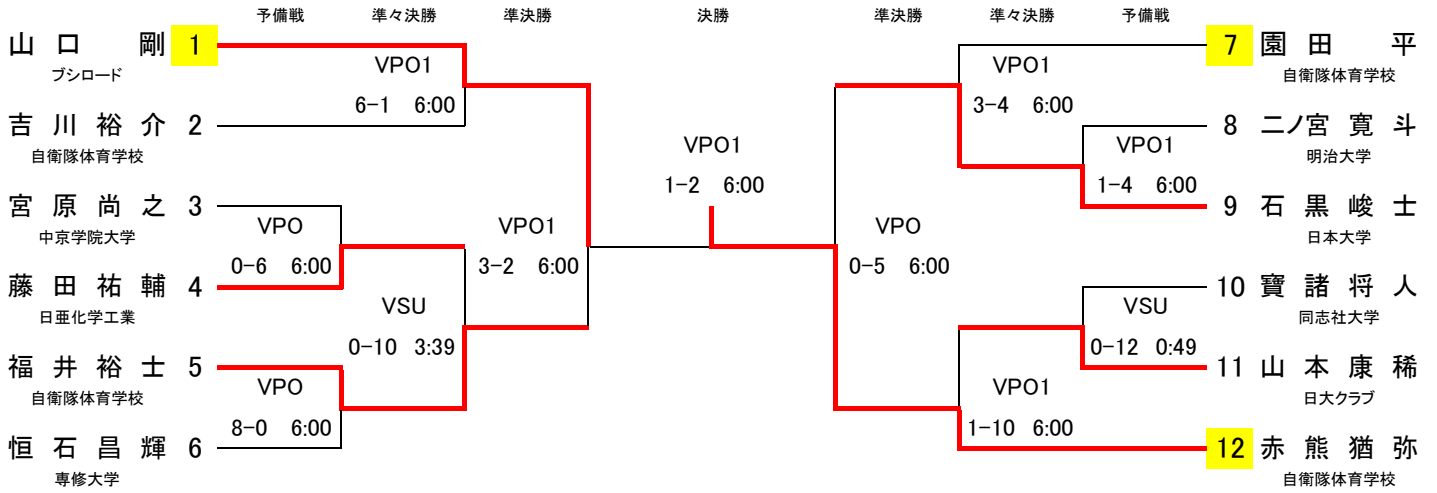 予備戦 準々決勝 準決勝 決勝 準決勝 準々決勝 予備戦
山口 剛 1
ブシロード
VPO1
6-1 6:00
吉川裕介 2
自衛隊体育学校
宮原尚之 3
中京学院大学
VPO
0-6 6:00
藤田祐輔 4
日亜化学工業
VSU
0-10 3:39
福井裕士 5
自衛隊体育学校
VPO
8-0 6:00
恒石昌輝 6
専修大学
VPO1
3-2 6:00
VPO1
1-2 6:00
VPO
0-5 6:00
7 園田 平
自衛隊体育学校
VPO1
3-4 6:00
8 二ノ宮寛斗
明治大学
VPO1
1-4 6:00
9 石黒峻士
日本大学
10 寶諸将人
同志社大学
VSU
0-12 0:49
11 山本康稀
日大クラブ
VPO1
1-10 6:00
12 赤熊猶弥
自衛隊体育学校